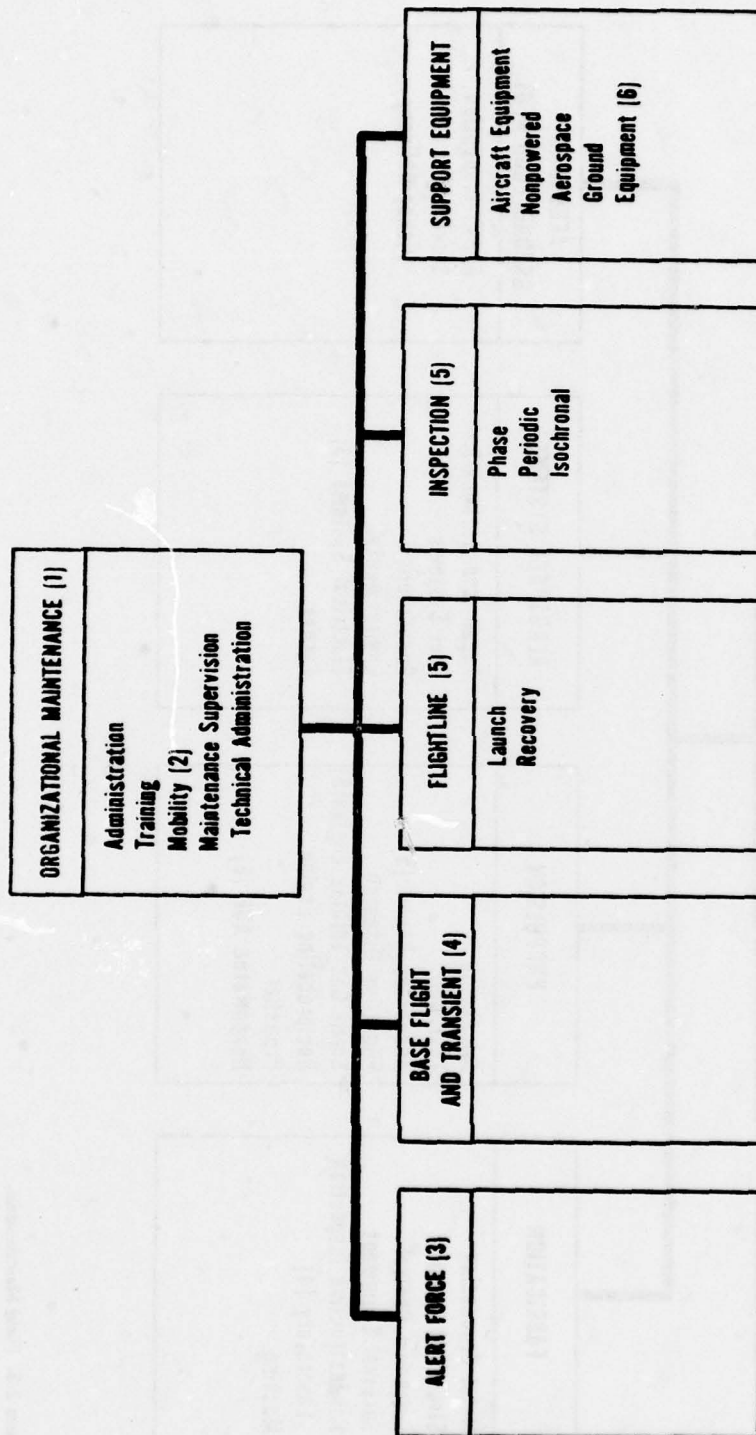 ORGANIZATIONAL MAINTENANCE (1)
Administration
Training
Mobility (2)
Maintenance Supervision
Technical Administration
ALERT FORCE (3)
BASE FLIGHT
AND TRANSIENT (4)
FLIGHTLINE (5)
Launch
Recovery
INSPECTION (5)
Phase
Periodic
Isochronal
SUPPORT EQUIPMENT
Aircraft Equipment
Nonpowered
Aerospace
Ground
Equipment (6)